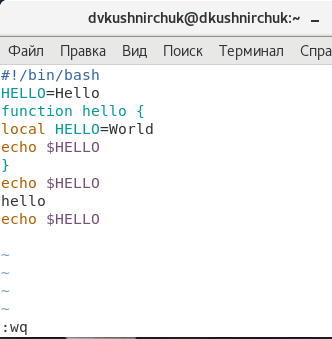 dvkushnirchuk@dkushnirchuk:~
Файл Правка Вид Поиск Терминал Спра
#!/bin/bash
HELLO=Hello
function hello {
local HELLO=World
echo $HELLO
}
echo $HELLO
hello
echo $HELLO
~
~
~
~
:wq